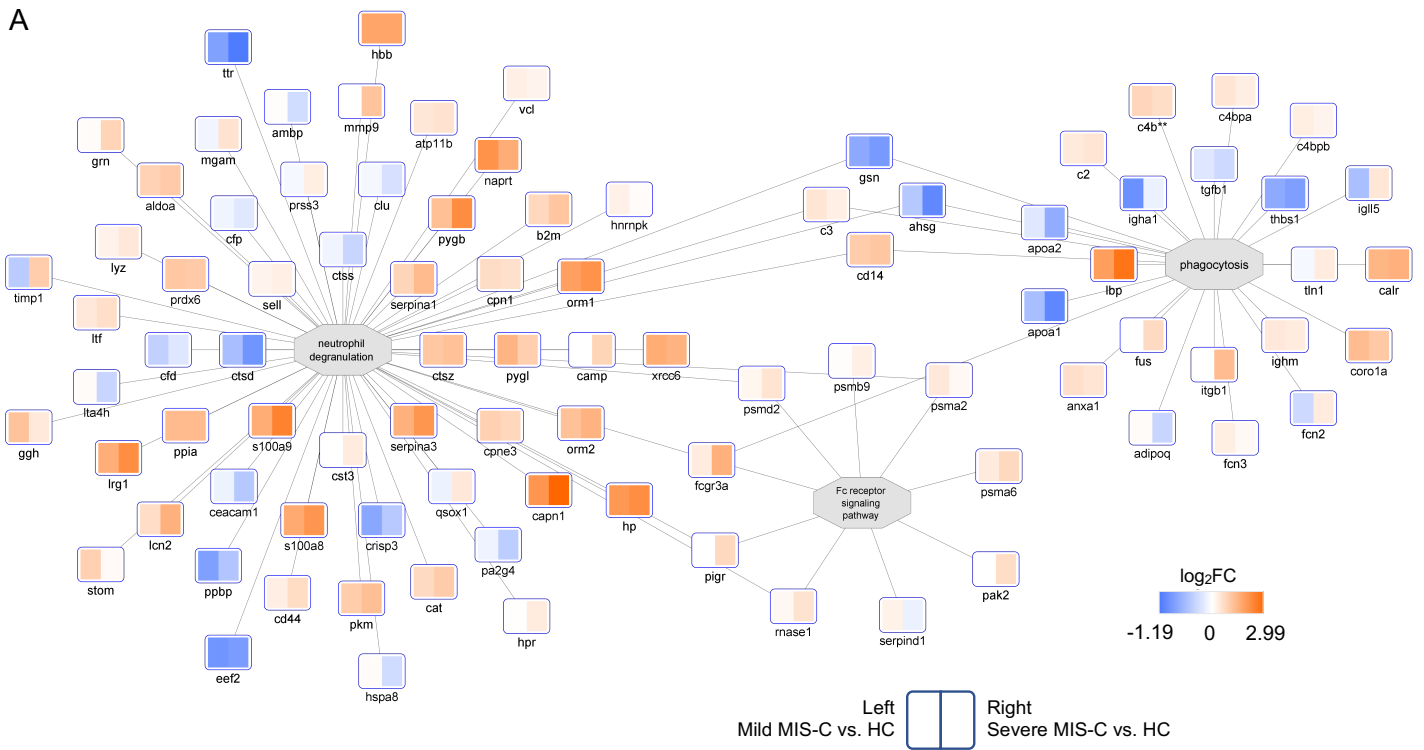 A
hbb
ttr
vcl
c4b**
c4bpa
ambp
mmp9
atp11b
c4bpb
grn
mgam
naprt
gsn
c2
tgfb1
aldoa
prss3
clu
igha1
thbs1
igll5
cfp
pygb
b2m
hnrnpk
c3
ahsg
apoa2
lyz
ctss
cd14
phagocytosis
timp1
prdx6
sell
serpina1
cpn1
orm1
lbp
tln1
calr
ltf
neutrophil
degranulation
apoa1
cfd
ctsd
ctsz
pygl
camp
xrcc6
psmb9
fus
ighm
coro1a
lta4h
psmd2
psma2
anxa1
itgb1
ggh
ppia
s100a9
serpina3
cpne3
orm2
adipoq
fcn3
fcn2
lrg1
cst3
fcgr3a
psma6
ceacam1
qsox1
capn1
hp
Fc receptor
signaling
pathway
lcn2
s100a8
crisp3
pa2g4
stom
ppbp
pigr
pak2
cd44
pkm
cat
hpr
rnase1
serpind1
eef2
hspa8
log2FC
-1.19 0 2.99
Left
Mild MIS-C vs. HC
Right
Severe MIS-C vs. HC